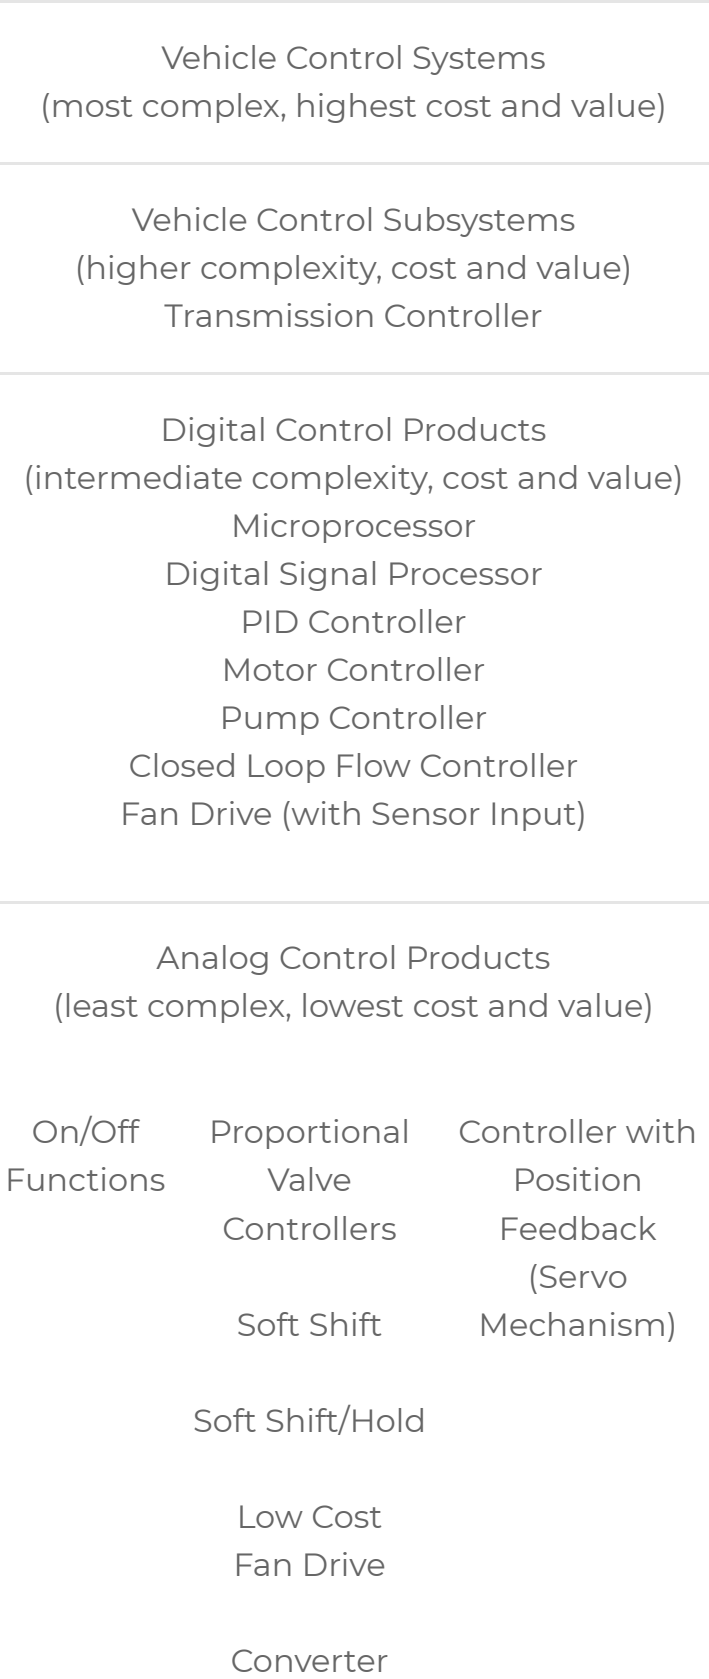 Vehicle Control Systems
(most complex, highest cost and value)
Vehicle Control Subsystems
(higher complexity, cost and value)
Transmission Controller
Digital Control Products
(intermediate complexity, cost and value)
Microprocessor
Digital Signal Processor
PID Controller
Motor Controller
Pump Controller
Closed Loop Flow Controller
Fan Drive (with Sensor Input)
Analog Control Products
(least complex, lowest cost and value)
On/Off
Functions
Proportional
Valve
Controllers
Soft Shift
Soft Shift/Hold
Low Cost
Fan Drive
Converter
Controller with
Position
Feedback
(Servo
Mechanism)